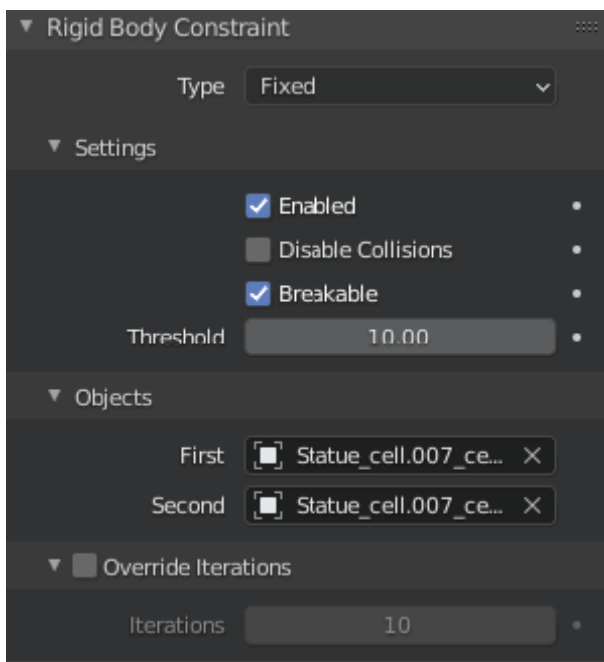 Rigid Body Constraint
Type Fixed
Settings
Enabled
Disable Collisions
Breakable
Threshold 10.00
Objects
First Statue_cell.007_ce...
Second Statue_cell.007_ce...
Override Iterations
Iterations 10